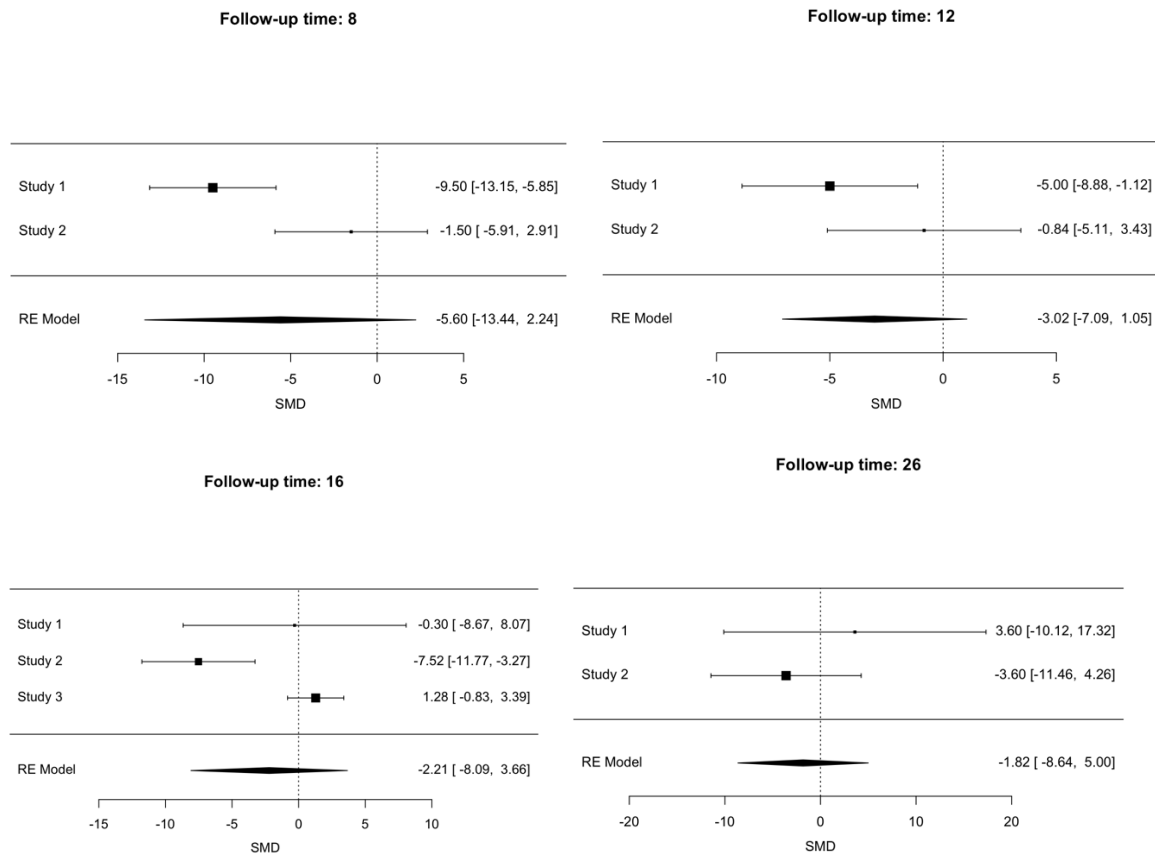 Follow-up time: 8
Study 1 -9.50 [-13.15, -5.85]
Study 2 -1.50 [ -5.91, 2.91]
RE Model -5.60 [-13.44, 2.24]
-15 -10 -5 0 5
SMD
Follow-up time: 12
Study 1 -5.00 [-8.88, -1.12]
Study 2 -0.84 [-5.11, 3.43]
RE Model -3.02 [-7.09, 1.05]
-10 -5 0 5
SMD
Follow-up time: 16
Study 1 -0.30 [ -8.67, 8.07]
Study 2 -7.52 [-11.77, -3.27]
Study 3 1.28 [ -0.83, 3.39]
RE Model -2.21 [ -8.09, 3.66]
-15 -10 -5 0 5 10
SMD
Follow-up time: 26
Study 1 3.60 [-10.12, 17.32]
Study 2 -3.60 [-11.46, 4.26]
RE Model -1.82 [ -8.64, 5.00]
-20 -10 0 10 20
SMD